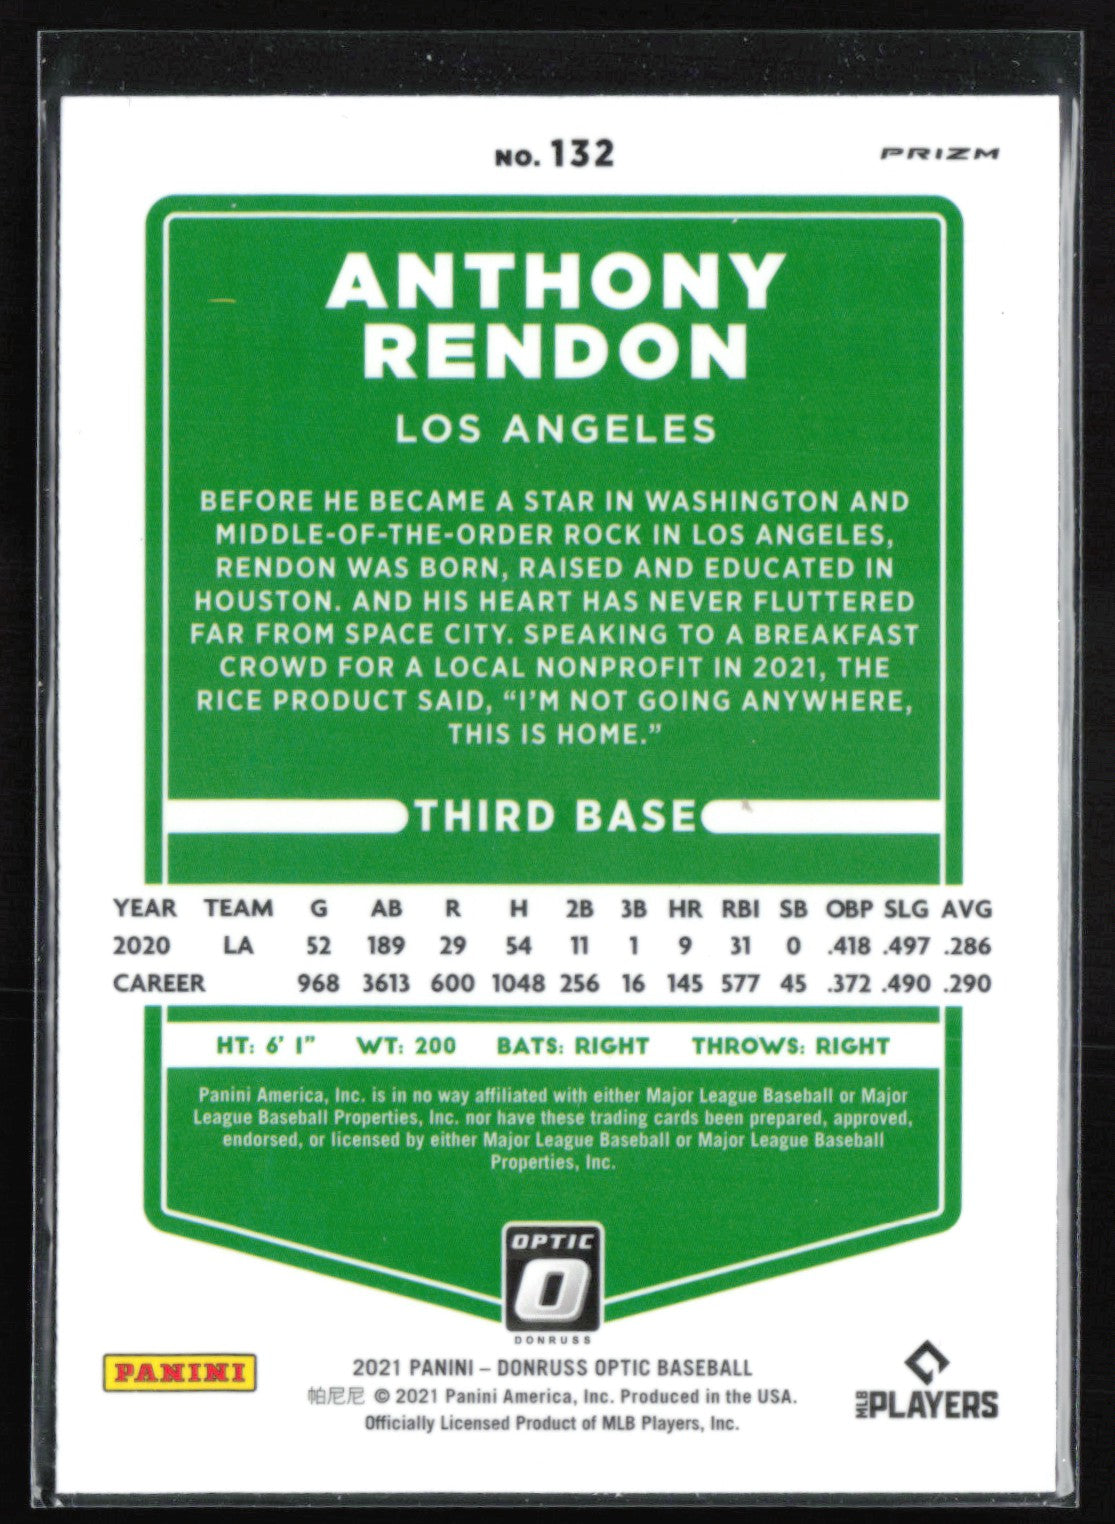 NO. 132
PRIZM
ANTHONY
RENDON
LOS ANGELES
BEFORE HE BECAME A STAR IN WASHINGTON AND
MIDDLE-OF-THE-ORDER ROCK IN LOS ANGELES,
RENDON WAS BORN, RAISED AND EDUCATED IN
HOUSTON. AND HIS HEART HAS NEVER FLUTTERED
FAR FROM SPACE CITY. SPEAKING TO A BREAKFAST
CROWD FOR A LOCAL NONPROFIT IN 2021, THE
RICE PRODUCT SAID, “I’M NOT GOING ANYWHERE,
THIS IS HOME.”
THIRD BASE
YEAR TEAM G AB R H 2B 3B HR RBI SB OBP SLG AVG
2020 LA 52 189 29 54 11 1 9 31 0 .418 .497 .286
CAREER 968 3613 600 1048 256 16 145 577 45 .372 .490 .290
HT: 6’ 1” WT: 200 BATS: RIGHT THROWS: RIGHT
Panini America, Inc. is in no way affiliated with either Major League Baseball or Major
League Baseball Properties, Inc. nor have these trading cards been prepared, approved,
endorsed, or licensed by either Major League Baseball or Major League Baseball
Properties, Inc.
OPTIC
O
DONRUSS
PANINI
2021 PANINI – DONRUSS OPTIC BASEBALL
帕尼尼 © 2021 Panini America, Inc. Produced in the USA.
Officially Licensed Product of MLB Players, Inc.
MLB PLAYERS